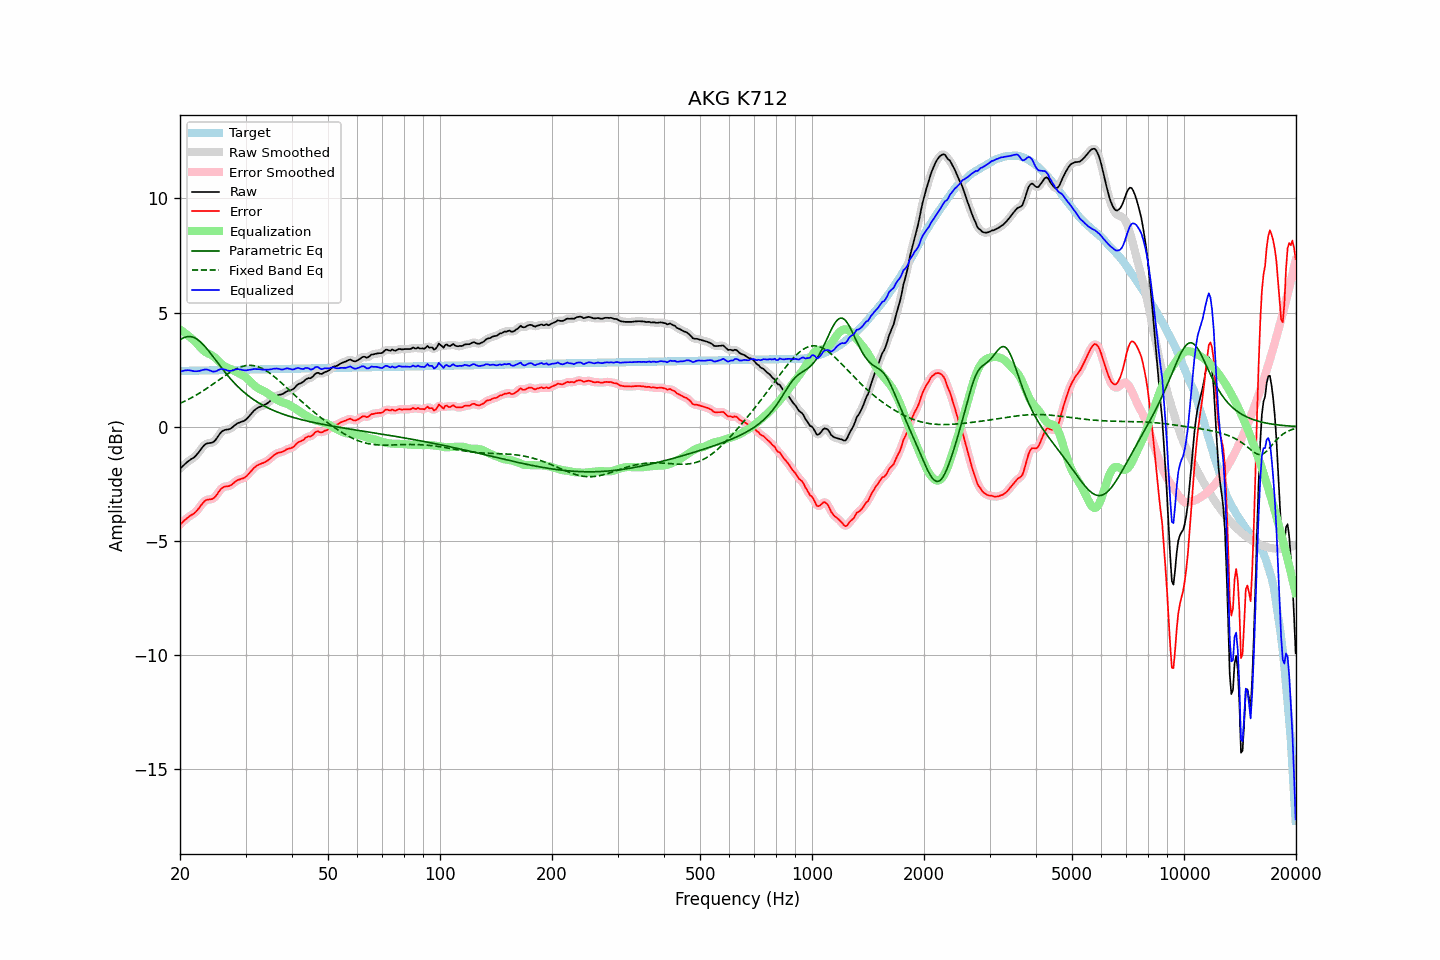 AKG K712
Target
Raw Smoothed
Error Smoothed
Raw
Error
Equalization
Parametric Eq
Fixed Band Eq
Equalized
Amplitude (dBr)
10
5
0
−5
−10
−15
20 50 100 200 500 1000 2000 5000 10000 20000
Frequency (Hz)